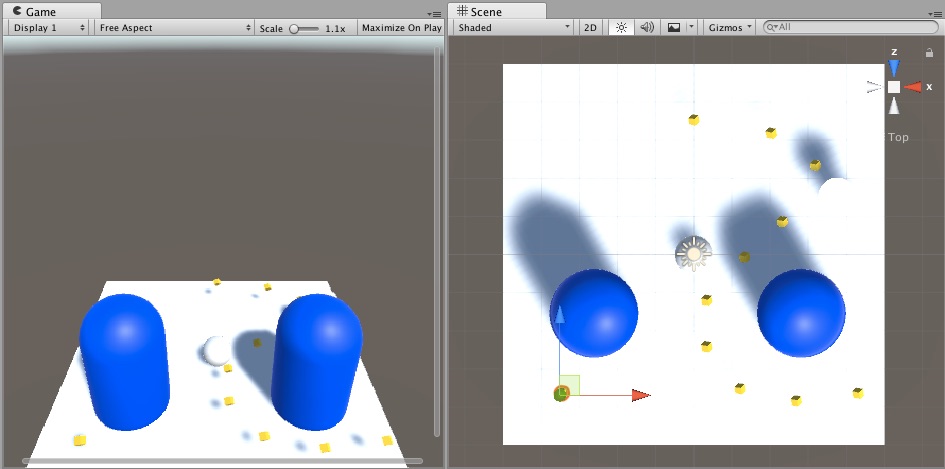 Game
Display 1 Free Aspect Scale 1.1x Maximize On Play
Scene
Shaded 2D Gizmos All
z
x
Top